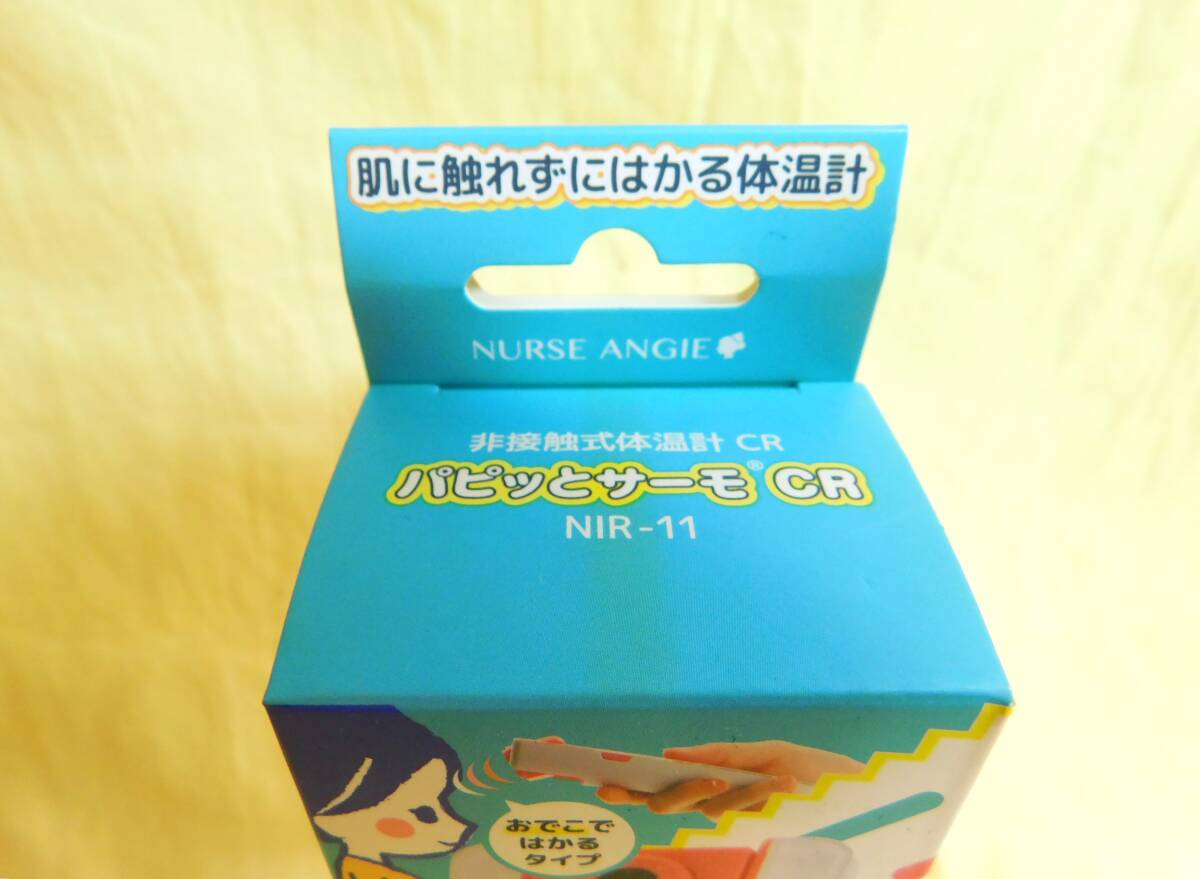 肌に触れずにはかる体温計
NURSE ANGIE
非接触式体温計 CR
パピッとサーモ® CR
NIR-11
おでこで
はかる
タイプ